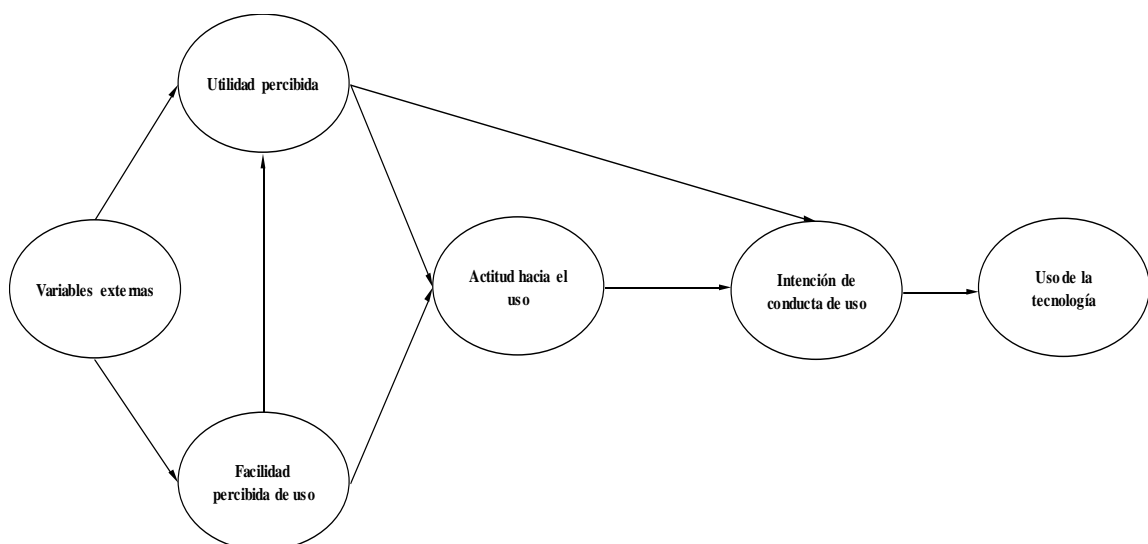 Utilidad percibida
Variables externas
Actitud hacia el
uso
Intención de
conducta de uso
Uso de la
tecnología
Facilidad
percibida de uso